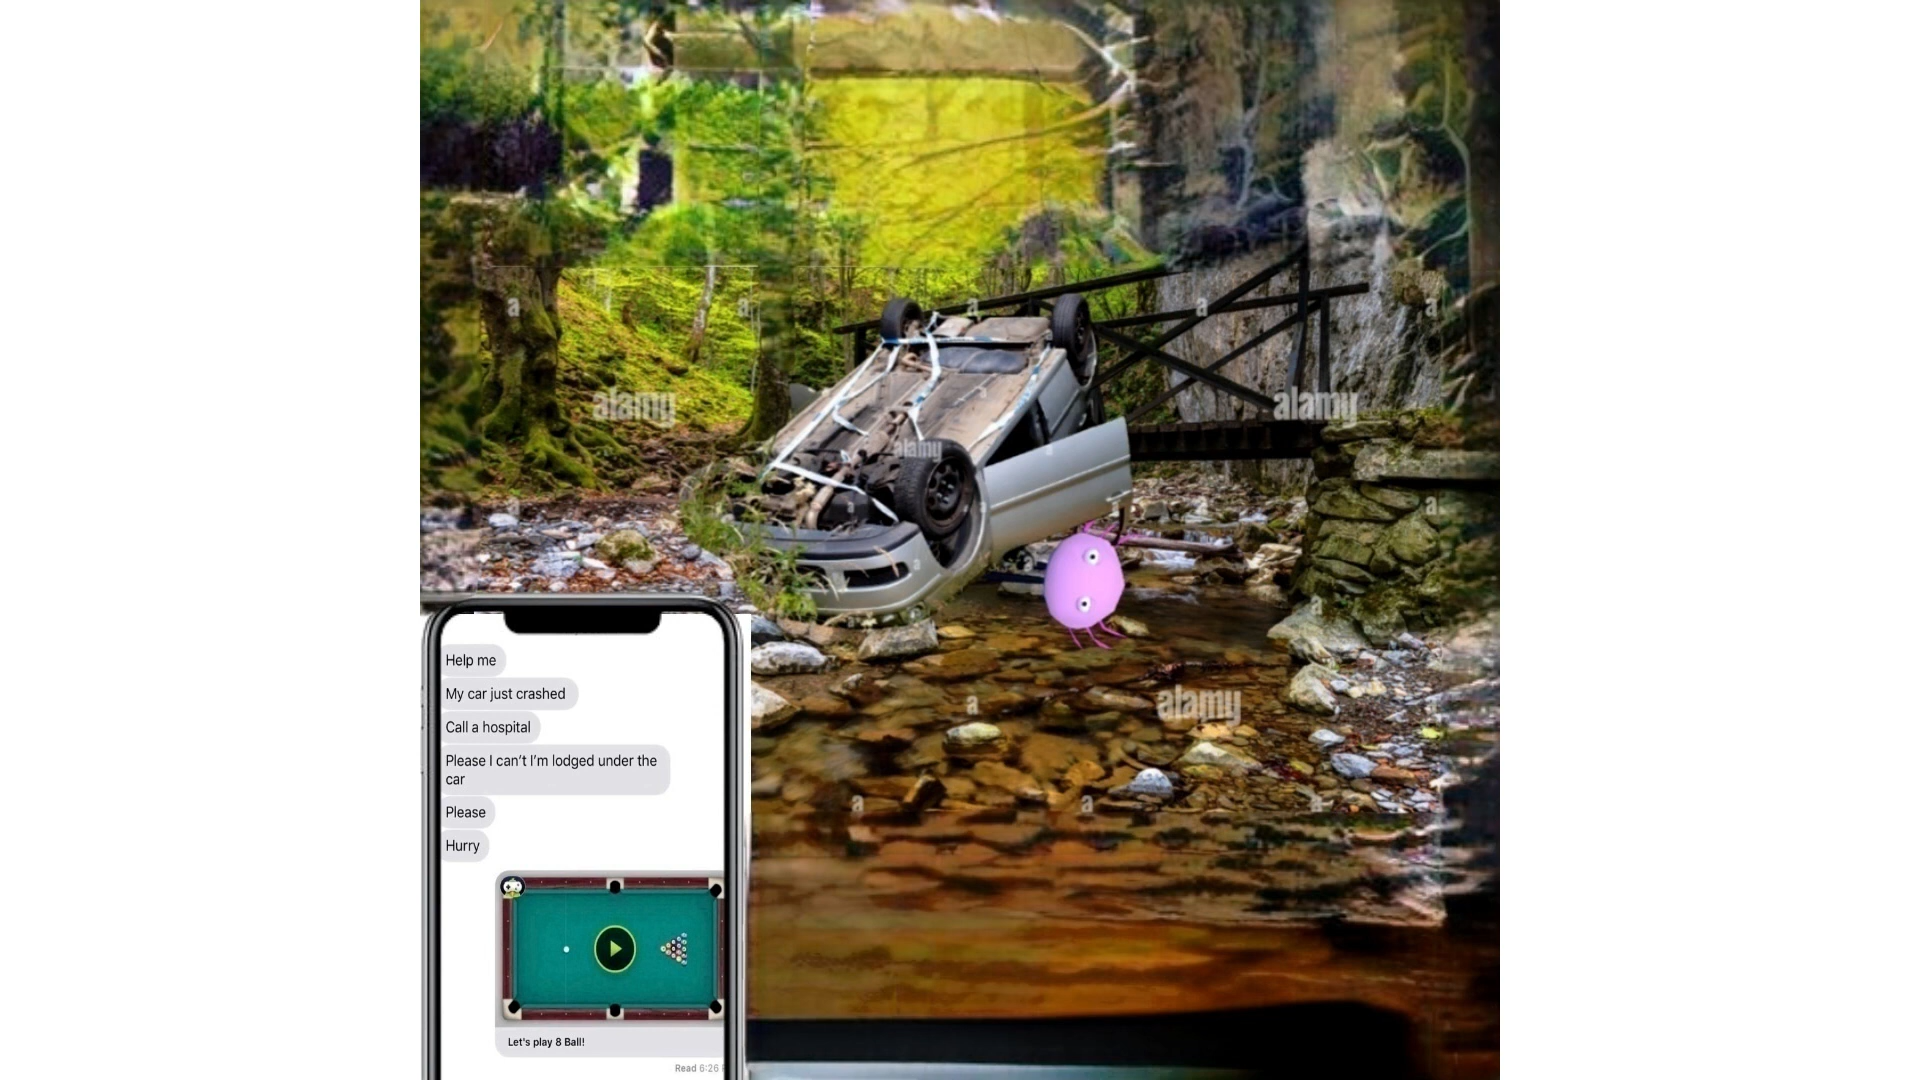 alamy
alamy
alamy
alamy
Help me
My car just crashed
Call a hospital
Please I can’t I’m lodged under the
car
Please
Hurry
Let's play 8 Ball!
Read 6:26